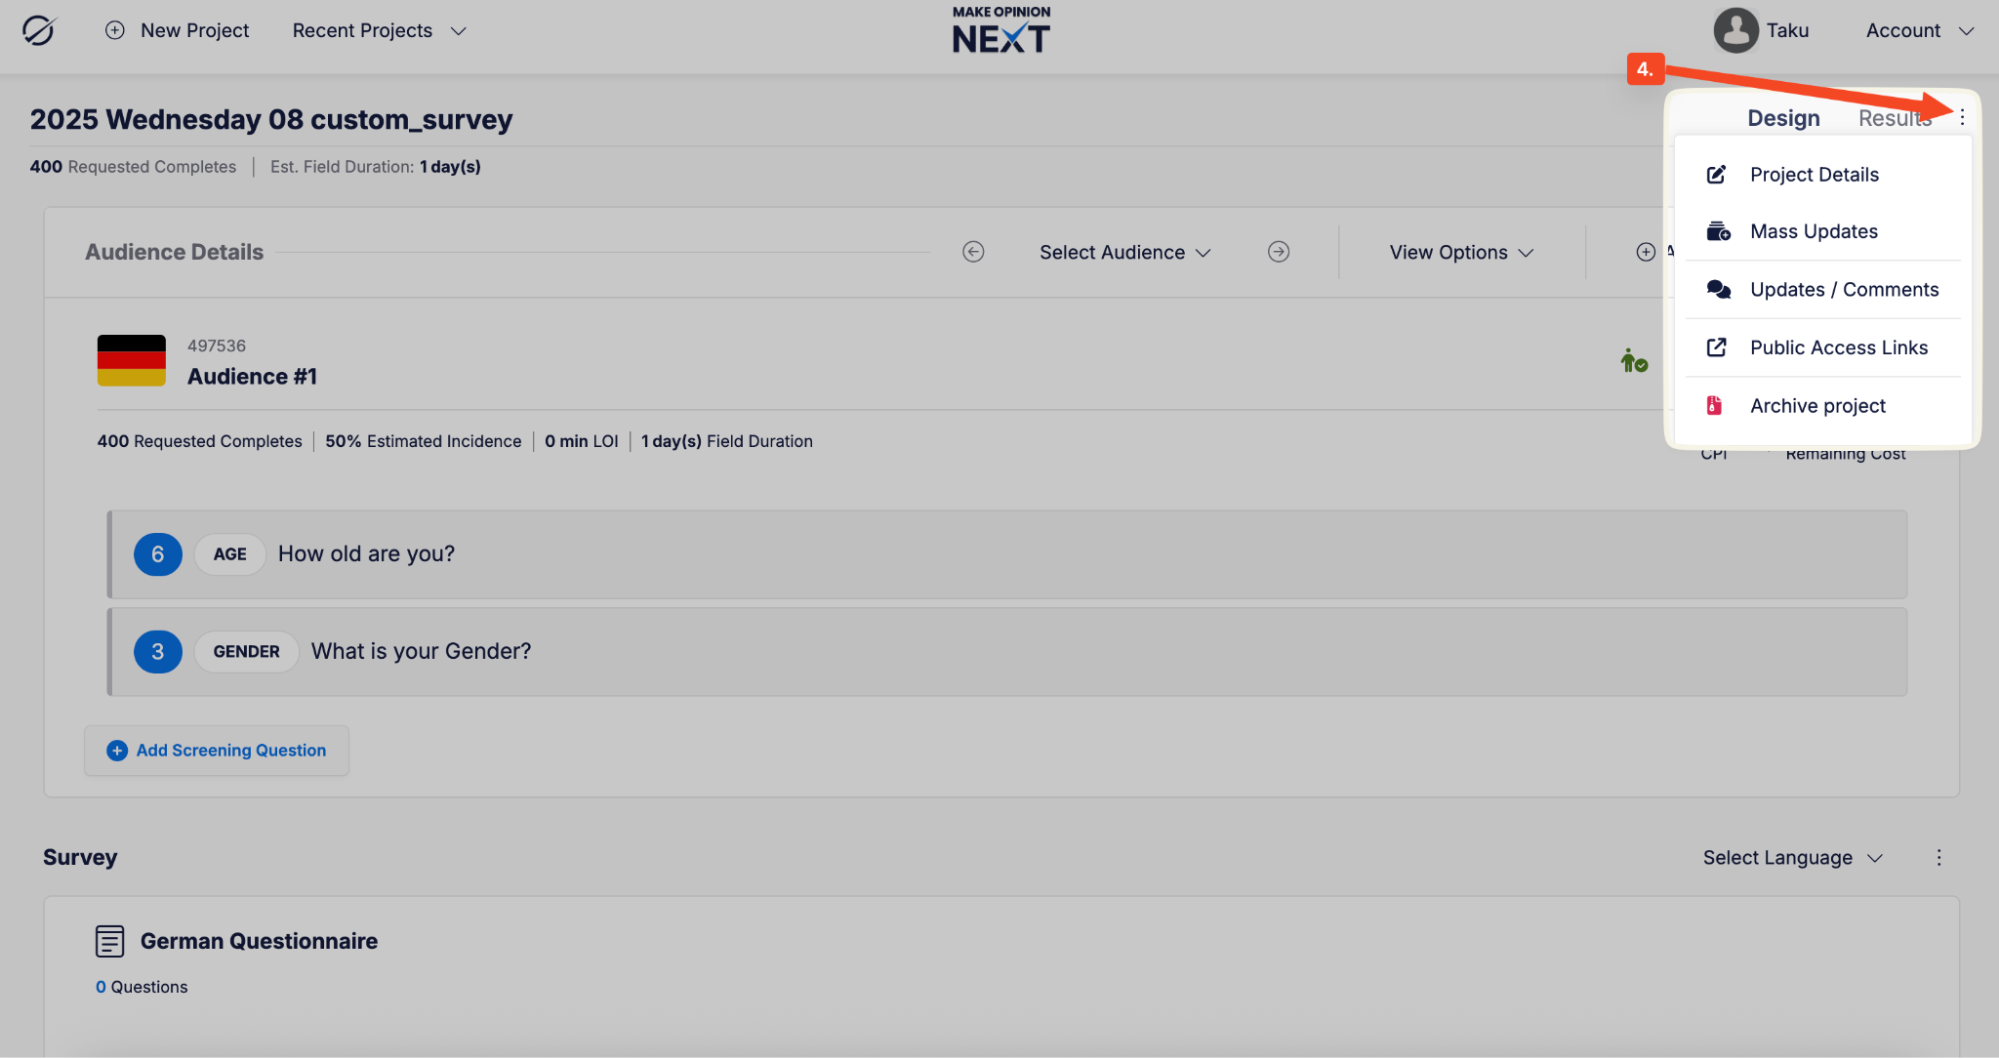 New Project
Recent Projects
MAKE OPINION
NEXT
Taku
Account
4.
2025 Wednesday 08 custom_survey
Design
Results
400 Requested Completes
Est. Field Duration: 1 day(s)
Project Details
Mass Updates
Updates / Comments
Public Access Links
Archive project
Audience Details
Select Audience
View Options
497536
Audience #1
400 Requested Completes
50% Estimated Incidence
0 min LOI
1 day(s) Field Duration
CPI
Remaining Cost
6 AGE How old are you?
3 GENDER What is your Gender?
Add Screening Question
Survey
Select Language
German Questionnaire
0 Questions